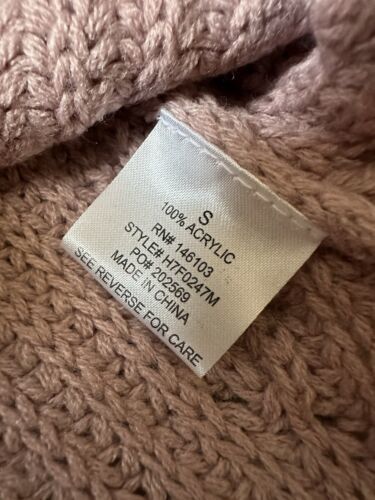 S
100% ACRYLIC
RN# 146103
STYLE# H7F0247M
PO# 202569
MADE IN CHINA
SEE REVERSE FOR CARE